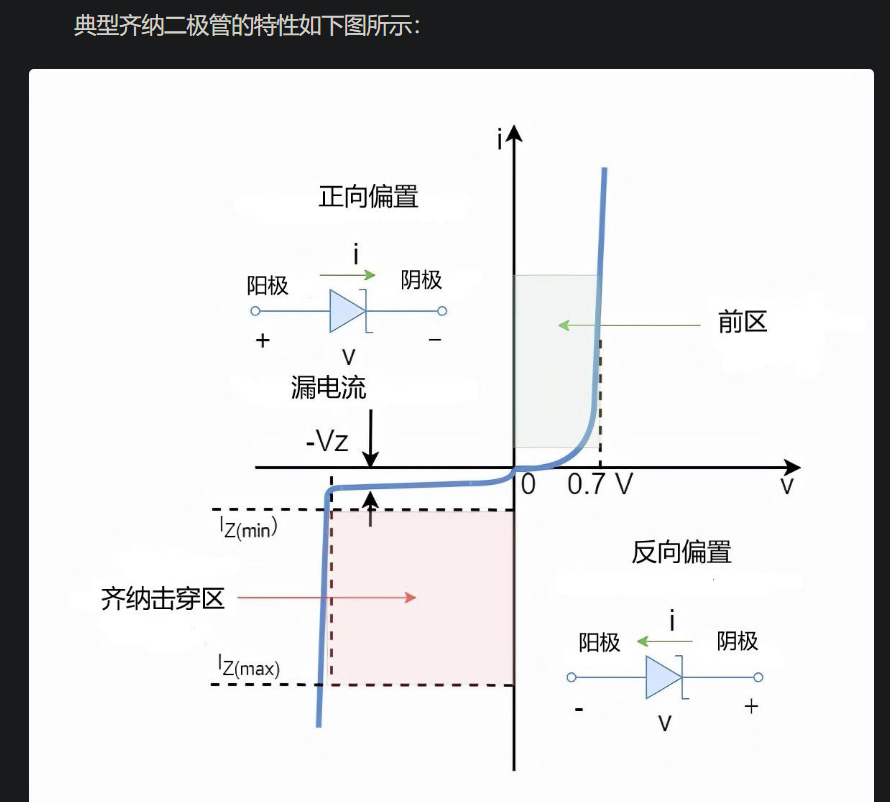 典型齐纳二极管的特性如下图所示：
i
正向偏置
i
阳极
阴极
+
−
V
前区
漏电流
-Vz
0
0.7 V
v
IZ(min)
反向偏置
齐纳击穿区
i
阳极
阴极
IZ(max)
-
+
V